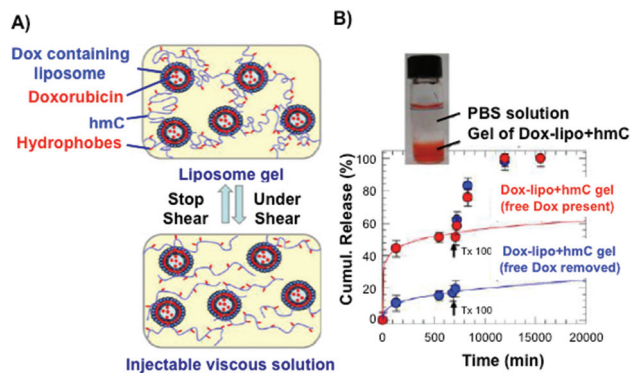 A)
Dox containing
liposome
Doxorubicin
hmC
Hydrophobes
Liposome gel
Stop
Shear
Under
Shear
Injectable viscous solution
B)
PBS solution
Gel of Dox-lipo+hmC
Cumul. Release (%)
100
80
60
40
20
0
Dox-lipo+hmC gel
(free Dox present)
Tx 100
Dox-lipo+hmC gel
(free Dox removed)
Tx 100
0
500
10000
15000
20000
Time (min)